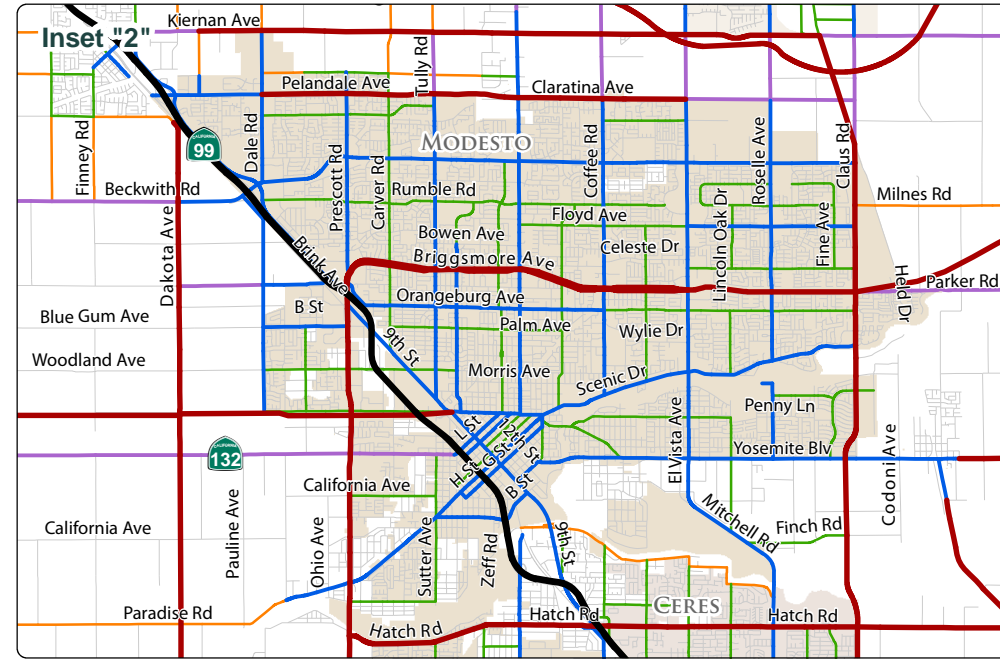 Kiernan Ave
Inset "2"
Tully Rd
Pelandale Ave
Claratina Ave
Finney Rd
CALIFORNIA
99
Dale Rd
MODESTO
Prescott Rd
Carver Rd
Coffee Rd
Roselle Ave
Claus Rd
Beckwith Rd
Rumble Rd
Floyd Ave
Milnes Rd
Dakota Ave
Brink Ave
Bowen Ave
Celeste Dr
Lincoln Oak Dr
Fine Ave
Briggsmore Ave
Held Dr
Parker Rd
B St
Orangeburg Ave
Blue Gum Ave
9th St
Palm Ave
Wylie Dr
Woodland Ave
Morris Ave
Scenic Dr
Penny Ln
L St
12th St
El Vista Ave
Yosemite Blv
CALIFORNIA
132
H St
G St
B St
Codoni Ave
California Ave
California Ave
Pauline Ave
Ohio Ave
Sutter Ave
Zeff Rd
9th St
Mitchell Rd
Finch Rd
Paradise Rd
Hatch Rd
Hatch Rd
CERES
Hatch Rd